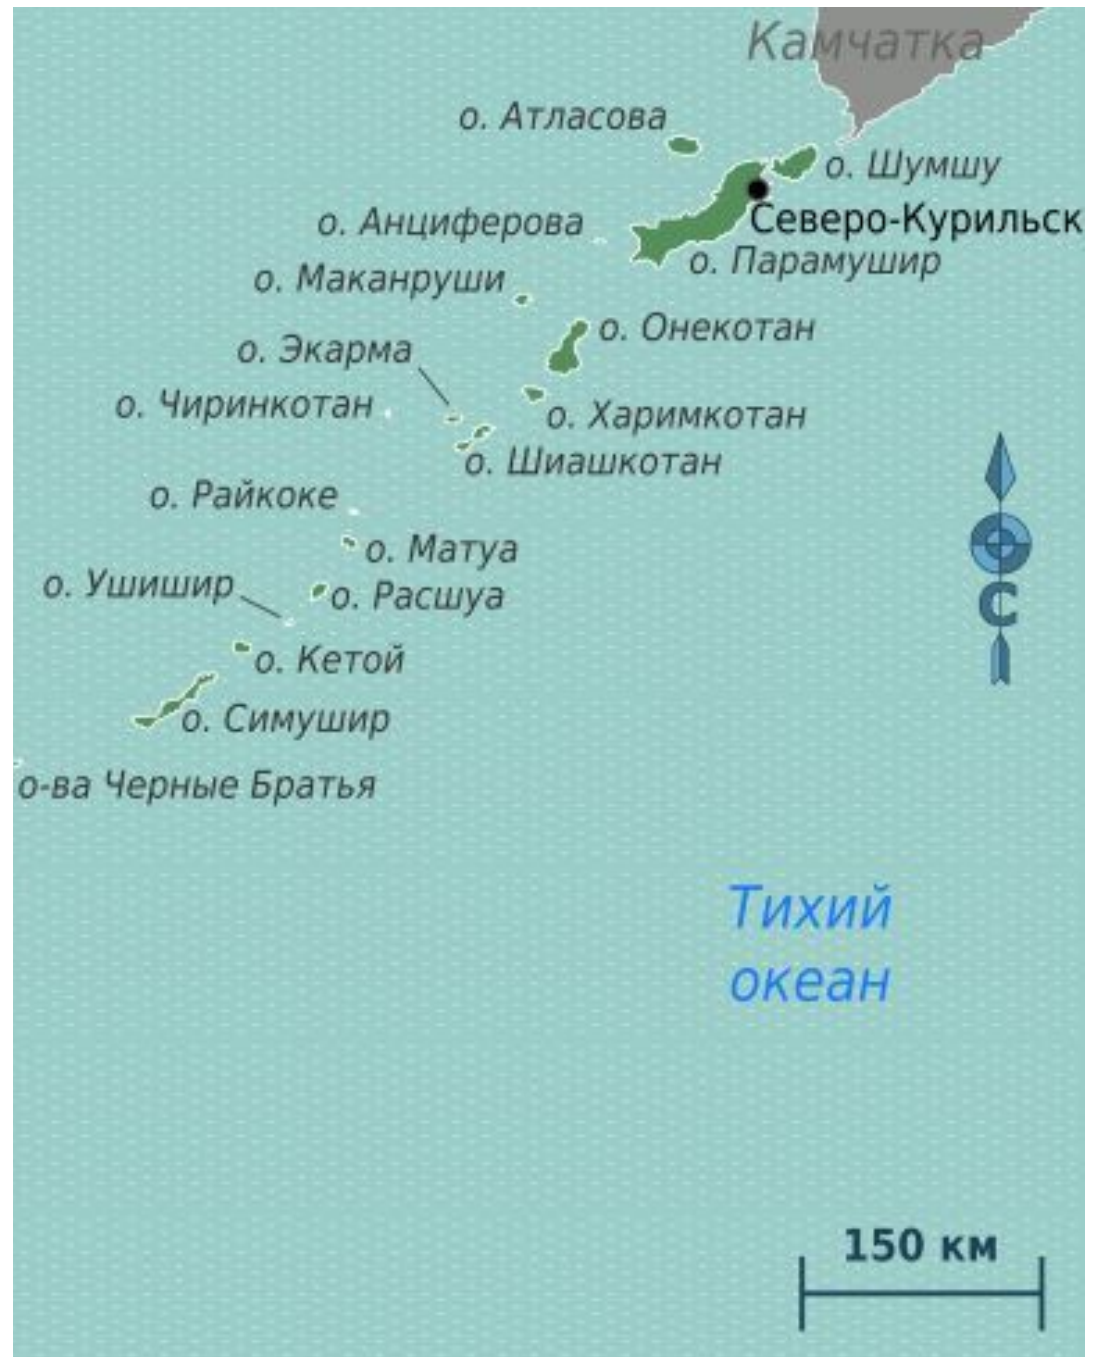 Камчатка
о. Атласова
о. Шумшу
Северо-Курильск
о. Анциферова
о. Парамушир
о. Маканруши
о. Онекотан
о. Экарма
о. Чиринкотан
о. Харимкотан
о. Шиашкотан
о. Райкоке
о. Матуа
о. Ушишир
о. Расшуа
С
о. Кетой
о. Симушир
о-ва Черные Братья
Тихий
океан
150 км